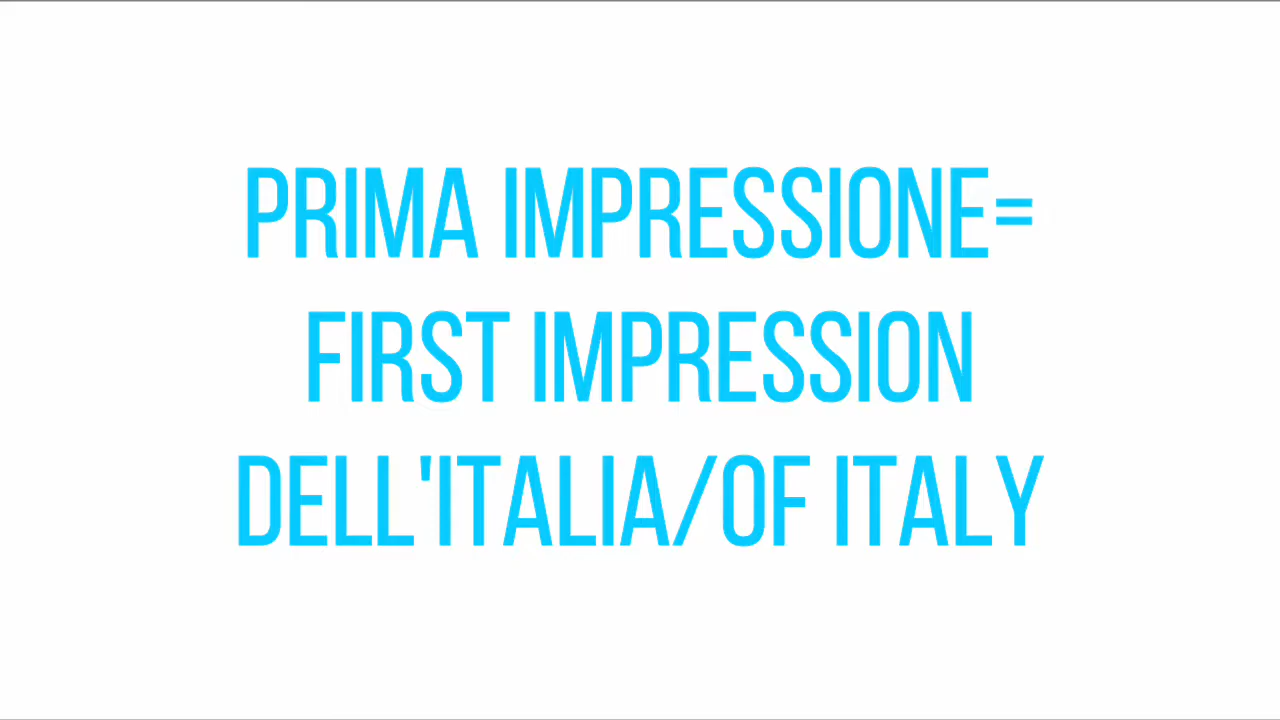 PRIMA IMPRESSIONE=
FIRST IMPRESSION
DELL'ITALIA/OF ITALY